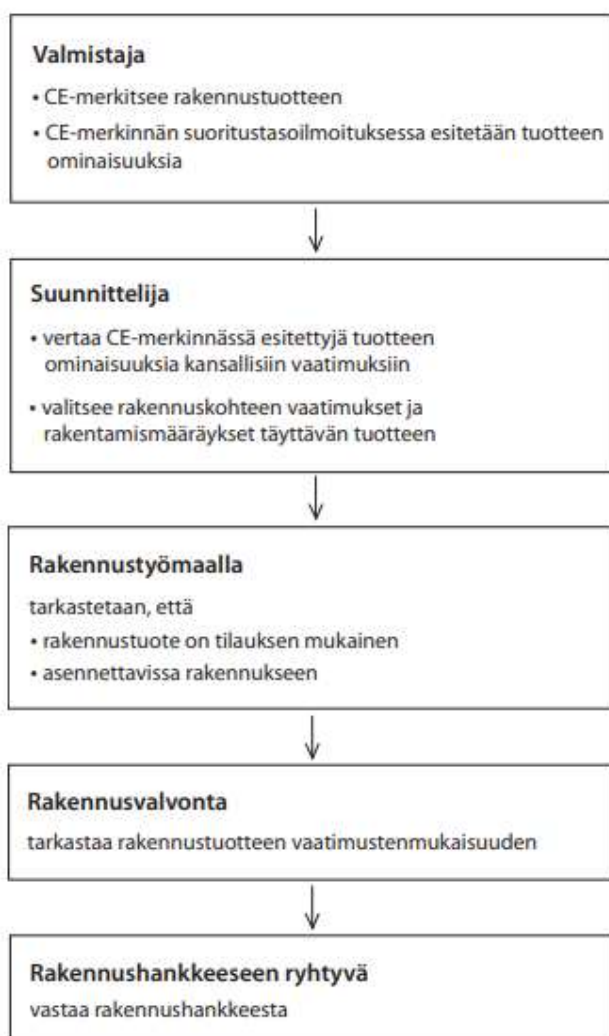 Valmistaja
• CE-merkitsee rakennustuotteen
• CE-merkinnän suoritustasoilmoituksessa esitetään tuotteen
ominaisuuksia
Suunnittelija
• vertaa CE-merkinnässä esitettyjä tuotteen
ominaisuuksia kansallisiin vaatimuksiin
• valitsee rakennuskohteen vaatimukset ja
rakentamismääräykset täyttävän tuotteen
Rakennustyömaalla
tarkastetaan, että
• rakennustuote on tilauksen mukainen
• asennettavissa rakennukseen
Rakennusvalvonta
tarkastaa rakennustuotteen vaatimustenmukaisuuden
Rakennushankkeeseen ryhtyvä
vastaa rakennushankkeesta